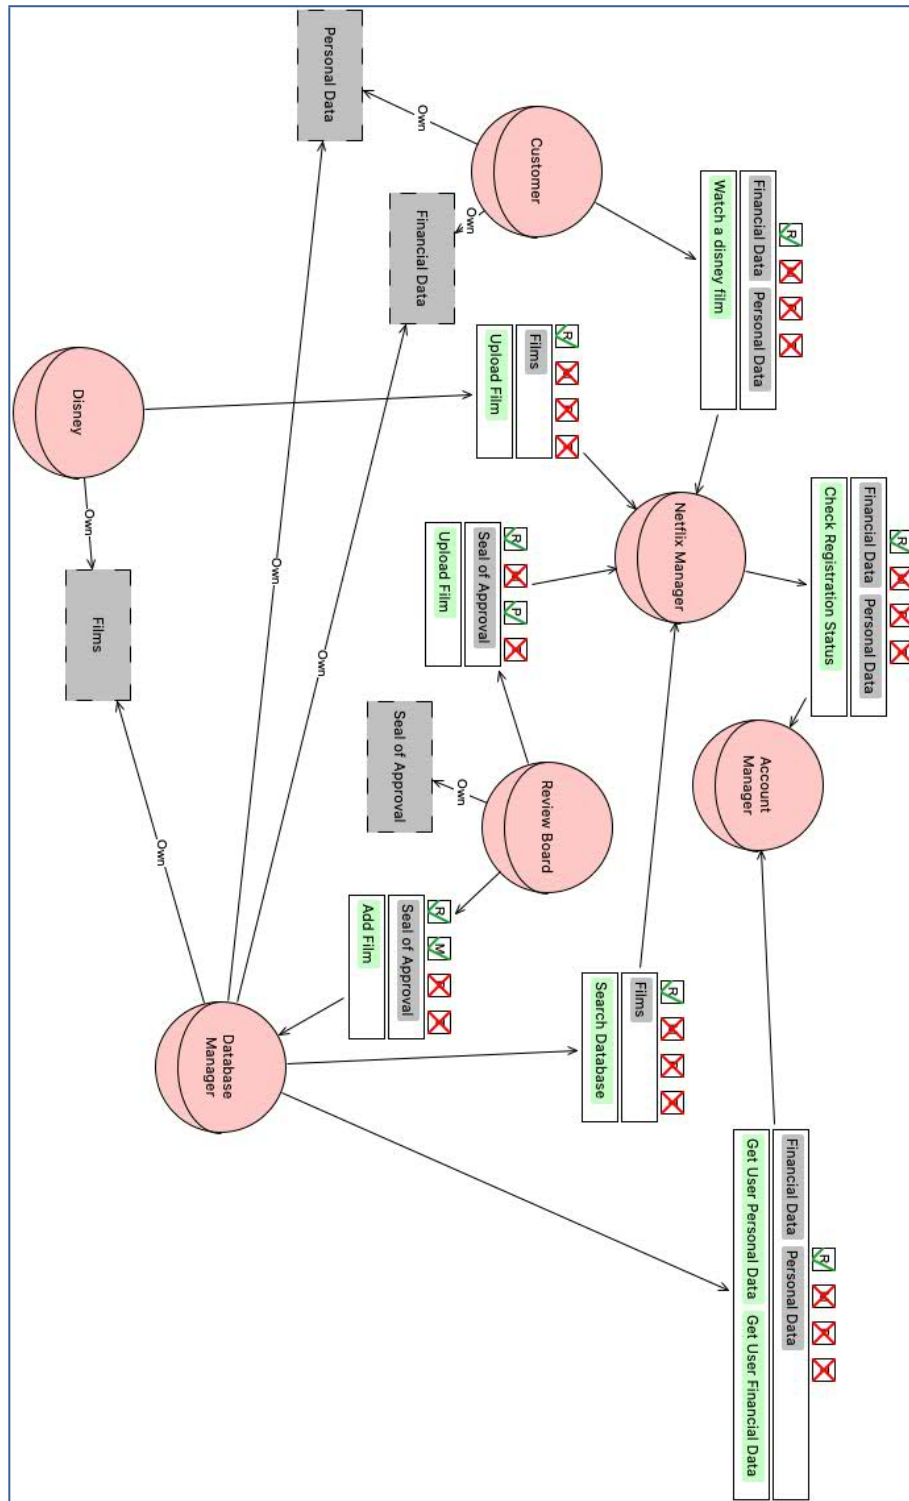 R
Financial Data Personal Data
Check Registration Status
R
Financial Data Personal Data
Get User Personal Data Get User Financial Data
R
Financial Data Personal Data
Watch a disney film
Account
Manager
Netflix Manager
R
Films
Search Database
R
Films
Upload Film
Customer
Review Board
R P
Seal of Approval
Upload Film
Own
Own
Own
Own
R M
Seal of Approval
Add Film
Financial Data
Seal of Approval
Personal Data
Own
Own
Database
Manager
Own
Own
Films
Disney